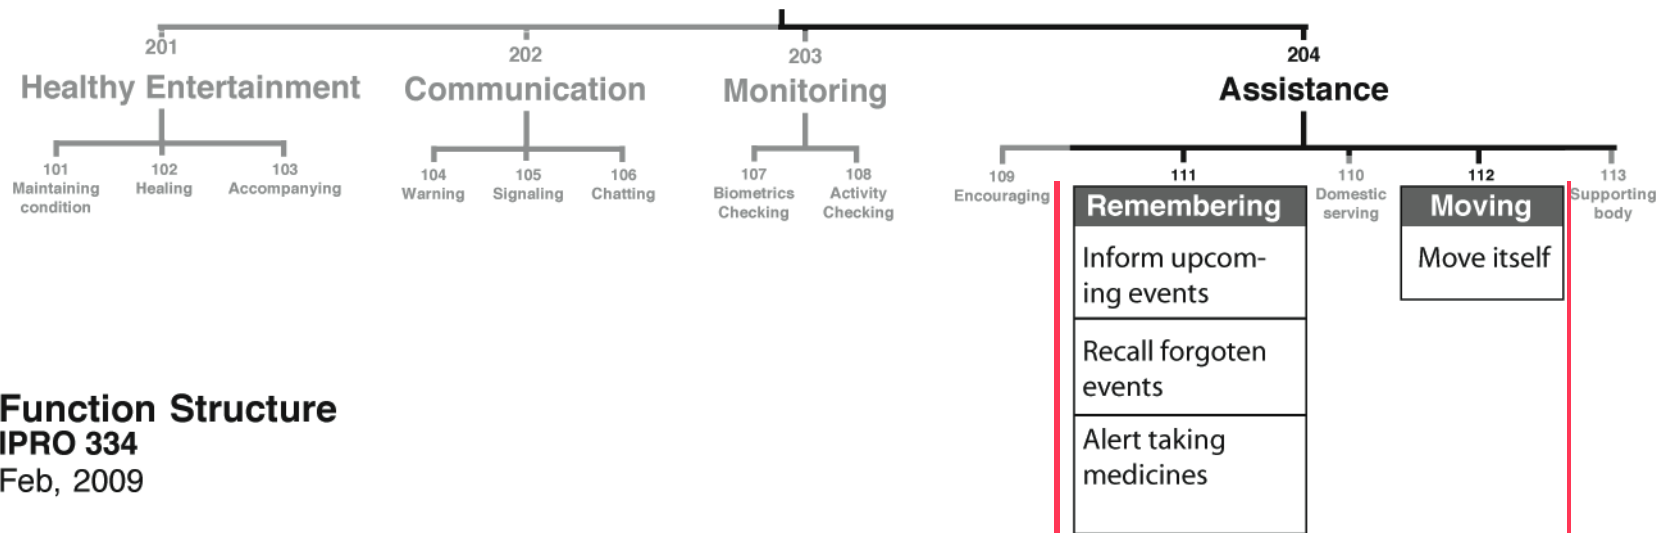 201
Healthy Entertainment
101
Maintaining
condition
102
Healing
103
Accompanying
202
Communication
104
Warning
105
Signaling
106
Chatting
203
Monitoring
107
Biometrics
Checking
108
Activity
Checking
204
Assistance
109
Encouraging
111
Remembering
Inform upcom-
ing events
Recall forgoten
events
Alert taking
medicines
110
Domestic
serving
112
Moving
Move itself
113
Supporting
body
Function Structure
IPRO 334
Feb, 2009